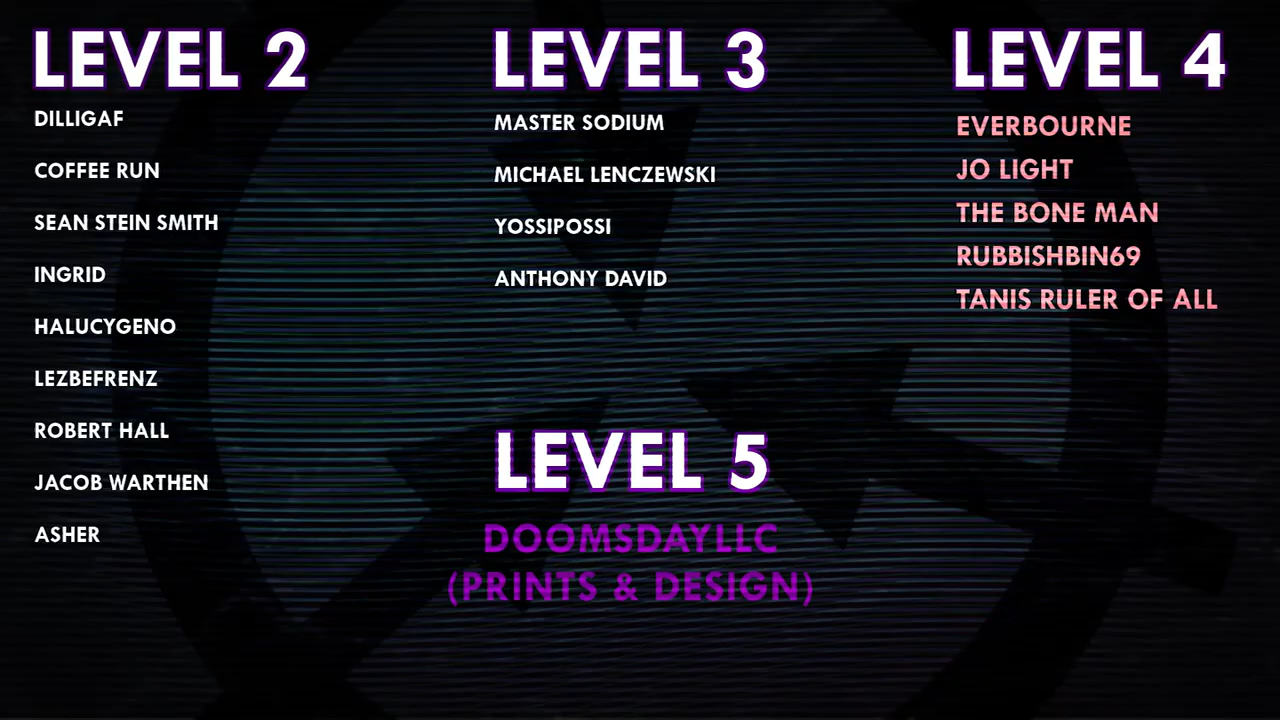 LEVEL 2
DILLIGAF
COFFEE RUN
SEAN STEIN SMITH
INGRID
HALUCYGENO
LEZBEFRENZ
ROBERT HALL
JACOB WARTHEN
ASHER
LEVEL 3
MASTER SODIUM
MICHAEL LENCZEWSKI
YOSSIPOSSI
ANTHONY DAVID
LEVEL 4
EVERBOURNE
JO LIGHT
THE BONE MAN
RUBBISHBIN69
TANIS RULER OF ALL
LEVEL 5
DOOMSDAYLLC
(PRINTS & DESIGN)